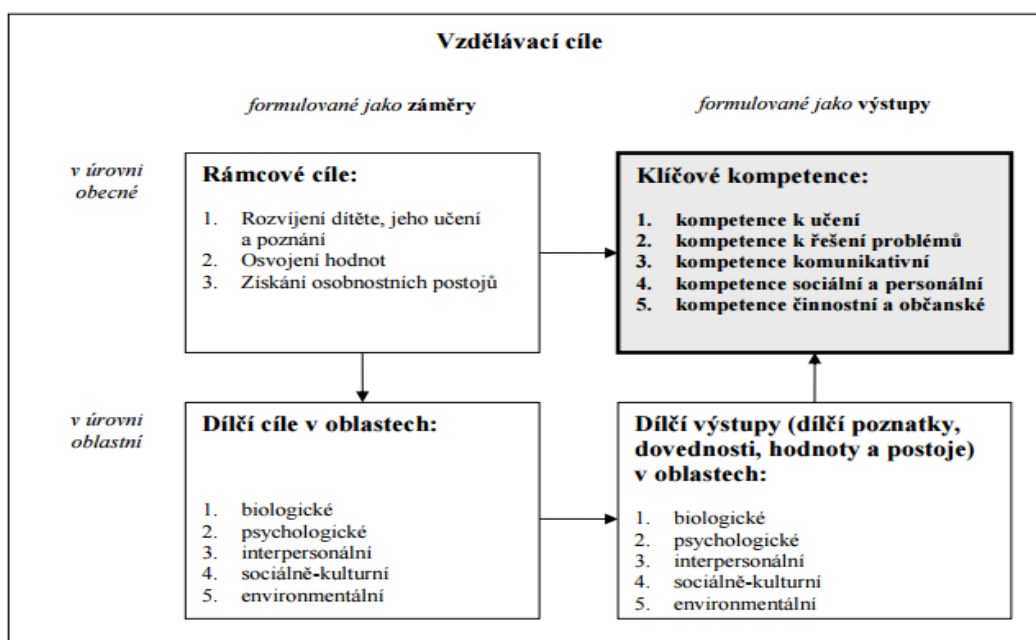 Vzdělávací cíle
formulované jako záměry
formulované jako výstupy
v úrovni
obecné
Rámcové cíle:
1. Rozvíjení dítěte, jeho učení
a poznání
2. Osvojení hodnot
3. Získání osobnostních postojů
Klíčové kompetence:
1. kompetence k učení
2. kompetence k řešení problémů
3. kompetence komunikativní
4. kompetence sociální a personální
5. kompetence činnostní a občanské
v úrovni
oblastní
Dílčí cíle v oblastech:
1. biologické
2. psychologické
3. interpersonální
4. sociálně-kulturní
5. environmentální
Dílčí výstupy (dílčí poznatky,
dovednosti, hodnoty a postoje)
v oblastech:
1. biologické
2. psychologické
3. interpersonální
4. sociálně-kulturní
5. environmentální